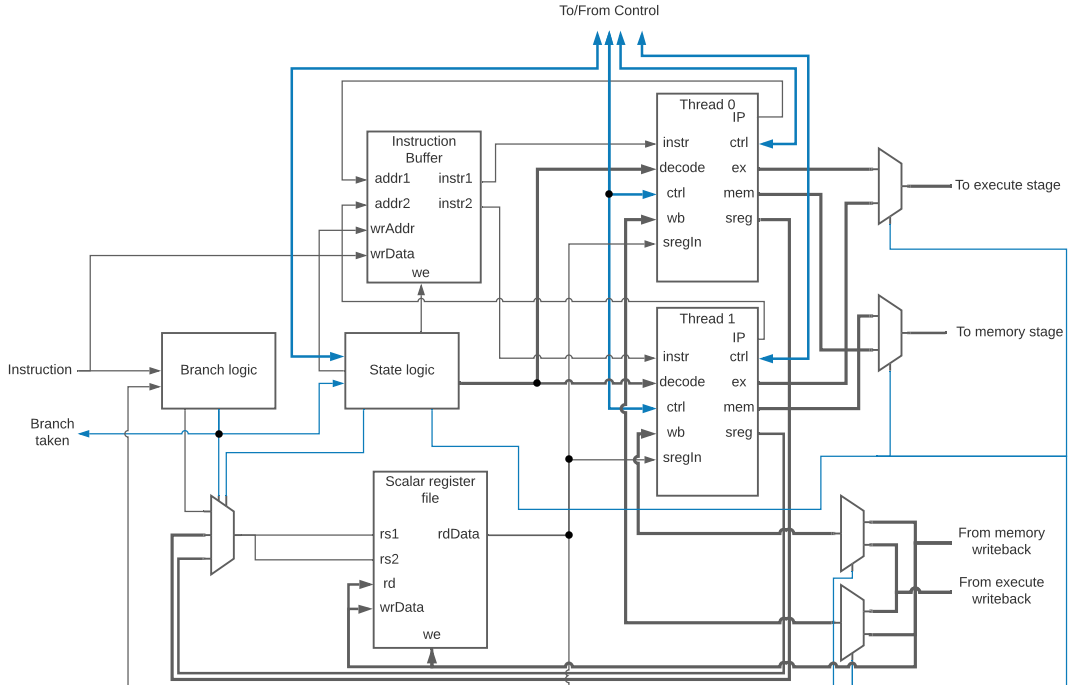 To/From Control
Thread 0
IP
instr
ctrl
decode
ex
ctrl
mem
wb
sreg
sregIn
Instruction
Buffer
addr1
instr1
addr2
instr2
wrAddr
wrData
we
To execute stage
To memory stage
Thread 1
IP
instr
ctrl
decode
ex
ctrl
mem
wb
sreg
sregIn
Instruction
Branch logic
State logic
Branch
taken
Scalar register
file
rs1
rdData
rs2
rd
wrData
we
From memory
writeback
From execute
writeback